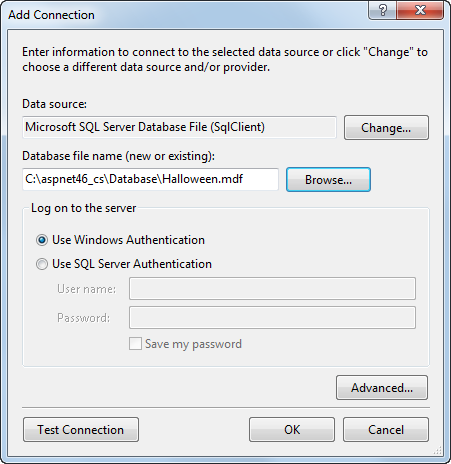 Add Connection
?
Enter information to connect to the selected data source or click "Change" to
choose a different data source and/or provider.
Data source:
Microsoft SQL Server Database File (SqlClient)
Change...
Database file name (new or existing):
C:\aspnet46_cs\Database\Halloween.mdf
Browse...
Log on to the server
Use Windows Authentication
Use SQL Server Authentication
User name:
Password:
Save my password
Advanced...
Test Connection
OK
Cancel